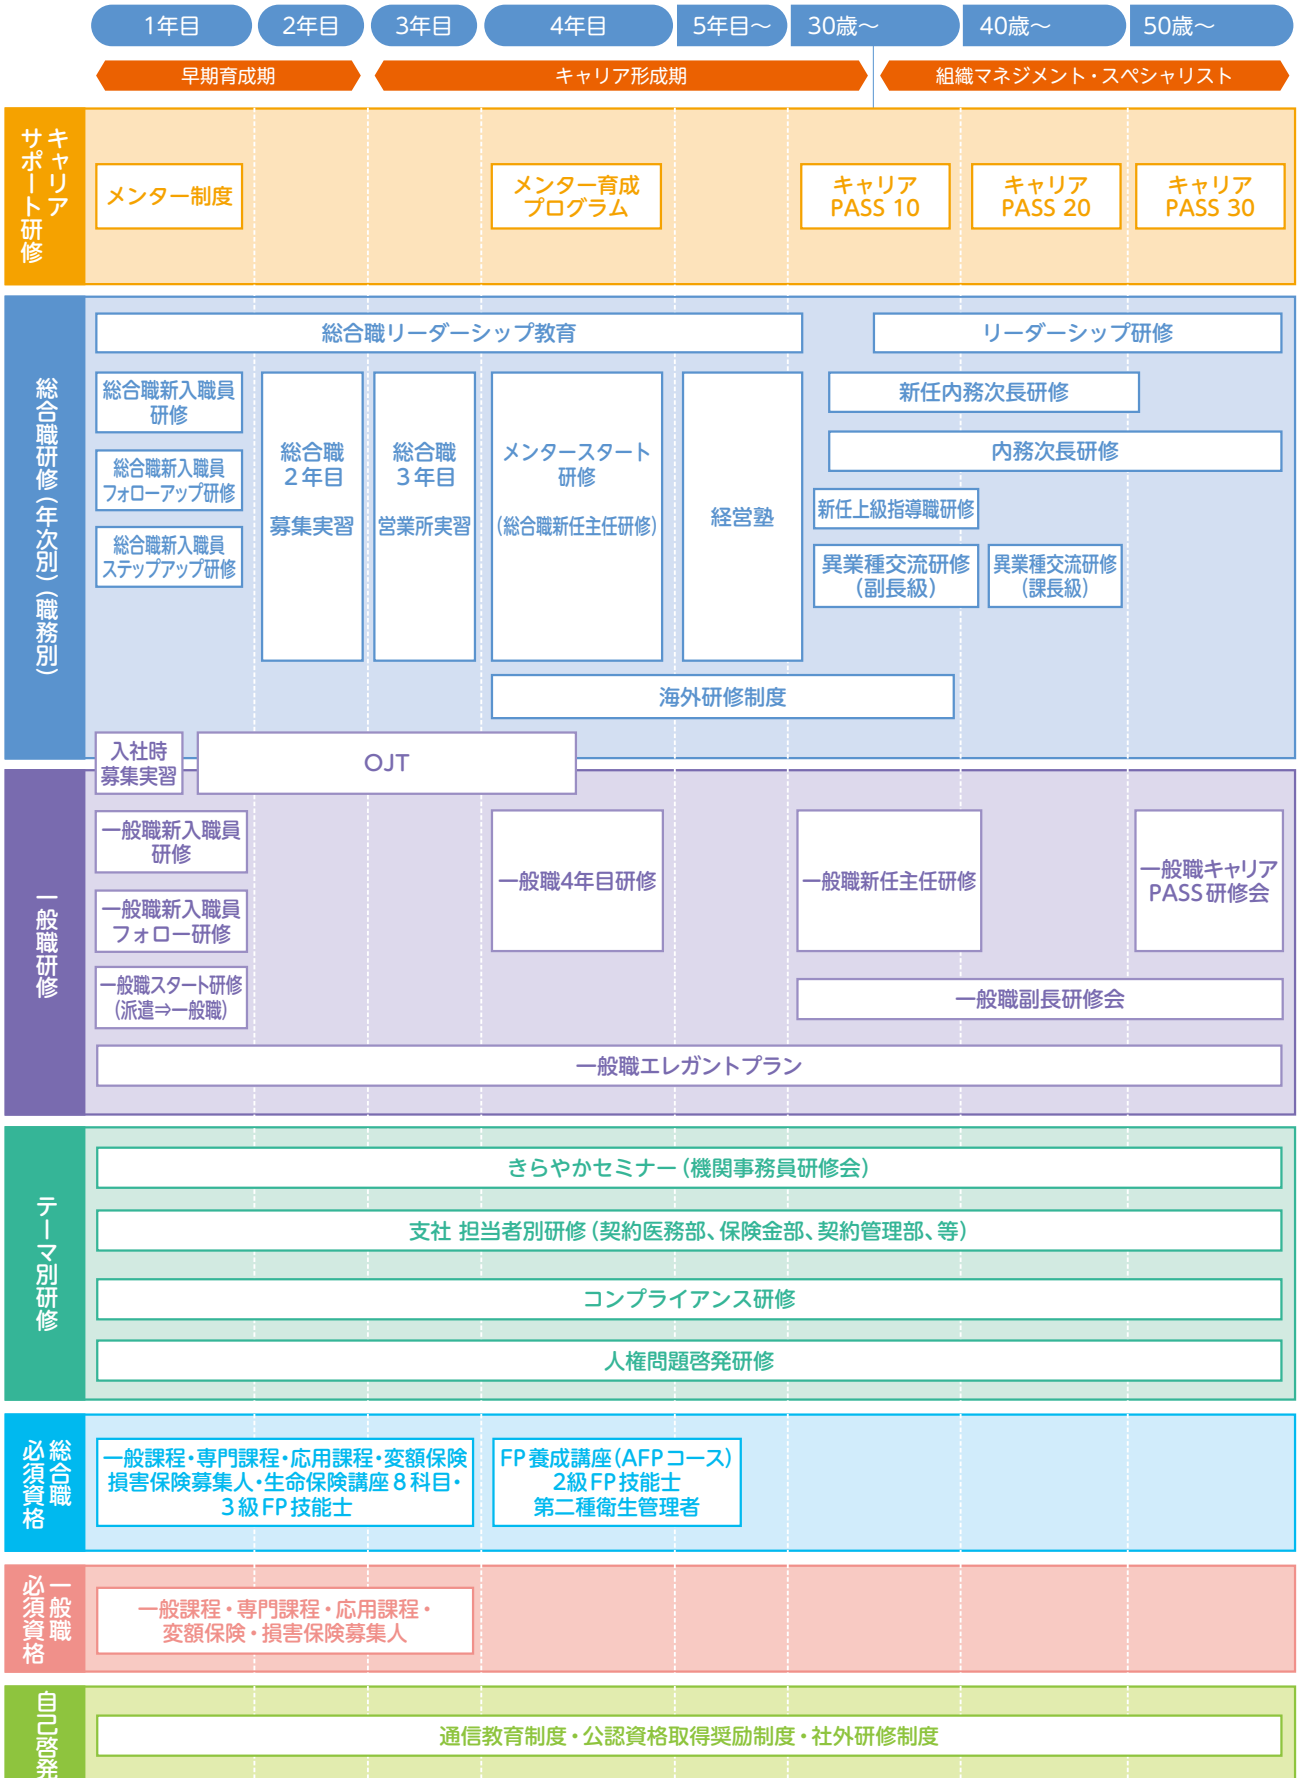 1年目
2年目
3年目
4年目
5年目～
30歳～
40歳～
50歳～
早期育成期
キャリア形成期
組織マネジメント・スペシャリスト
キャリア
サポート研修
メンター制度
メンター育成
プログラム
キャリア
PASS 10
キャリア
PASS 20
キャリア
PASS 30
総合職研修（年次別）（職務別）
総合職リーダーシップ教育
リーダーシップ研修
総合職新入職員
研修
総合職新入職員
フォローアップ研修
総合職新入職員
ステップアップ研修
総合職
2年目
募集実習
総合職
3年目
営業所実習
メンタースタート
研修
（総合職新任主任研修）
経営塾
新任内務次長研修
内務次長研修
新任上級指導職研修
異業種交流研修
（副長級）
異業種交流研修
（課長級）
海外研修制度
入社時
募集実習
OJT
一般職研修
一般職新入職員
研修
一般職新入職員
フォロー研修
一般職スタート研修
（派遣⇒一般職）
一般職4年目研修
一般職新任主任研修
一般職キャリア
PASS研修会
一般職副長研修会
一般職エレガントプラン
テーマ別研修
きらやかセミナー（機関事務員研修会）
支社 担当者別研修（契約医務部、保険金部、契約管理部、等）
コンプライアンス研修
人権問題啓発研修
総合職
必須資格
一般課程・専門課程・応用課程・変額保険
損害保険募集人・生命保険講座8科目・
3級FP技能士
FP養成講座（AFPコース）
2級FP技能士
第二種衛生管理者
一般職
必須資格
一般課程・専門課程・応用課程・
変額保険・損害保険募集人
自己啓発
通信教育制度・公認資格取得奨励制度・社外研修制度